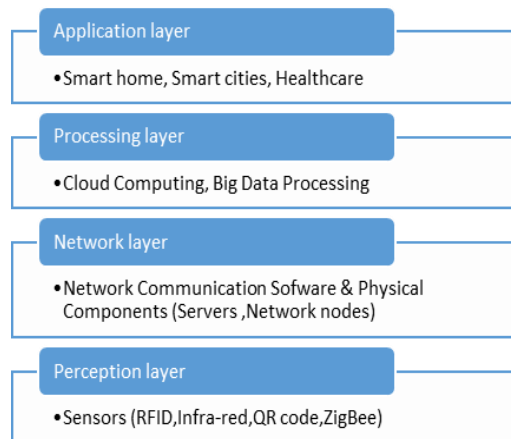 Application layer
•Smart home, Smart cities, Healthcare
Processing layer
•Cloud Computing, Big Data Processing
Network layer
•Network Communication Sofware & Physical
Components (Servers ,Network nodes)
Perception layer
•Sensors (RFID,Infra-red,QR code,ZigBee)